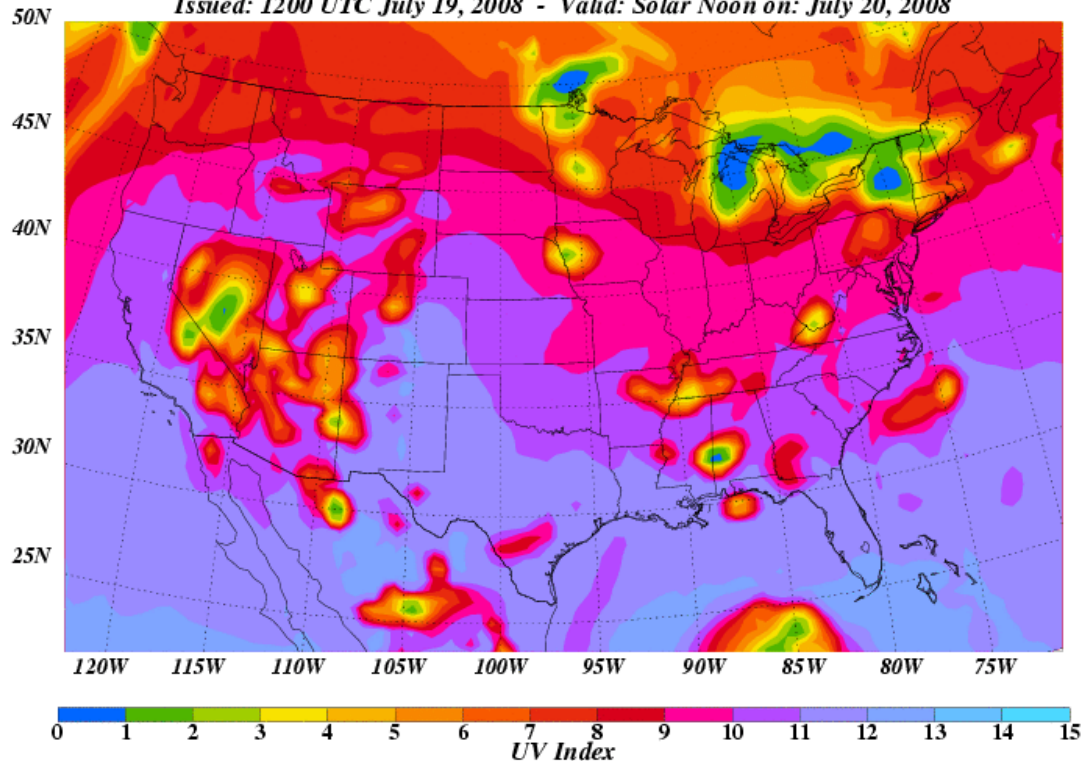 Issued: 1200 UTC July 19, 2008 - Valid: Solar Noon on: July 20, 2008
50N
45N
40N
35N
30N
25N
120W 115W 110W 105W 100W 95W 90W 85W 80W 75W
0 1 2 3 4 5 6 7 8 9 10 11 12 13 14 15
UV Index